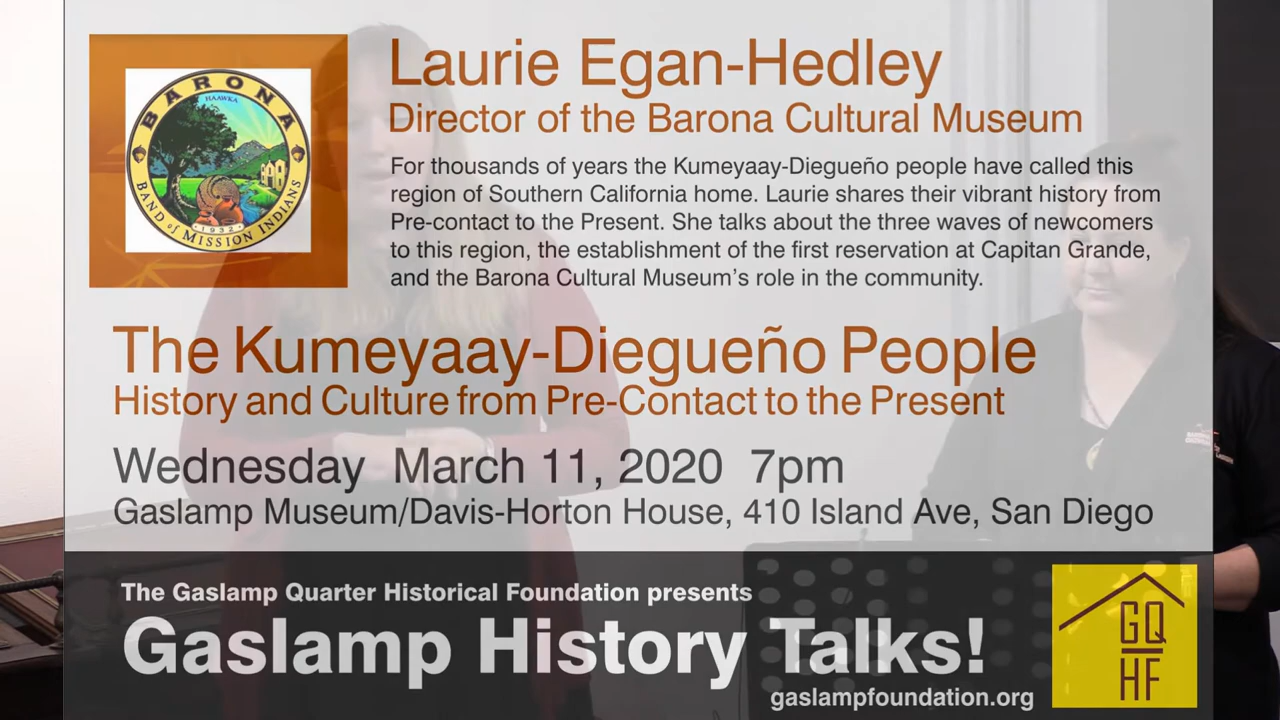 BARONA
HAAWKA
1932
BAND of MISSION INDIANS
Laurie Egan-Hedley
Director of the Barona Cultural Museum
For thousands of years the Kumeyaay-Diegueño people have called this
region of Southern California home. Laurie shares their vibrant history from
Pre-contact to the Present. She talks about the three waves of newcomers
to this region, the establishment of the first reservation at Capitan Grande,
and the Barona Cultural Museum’s role in the community.
The Kumeyaay-Diegueño People
History and Culture from Pre-Contact to the Present
Wednesday March 11, 2020 7pm
Gaslamp Museum/Davis-Horton House, 410 Island Ave, San Diego
The Gaslamp Quarter Historical Foundation presents
Gaslamp History Talks!
gaslampfoundation.org
GQ
HF